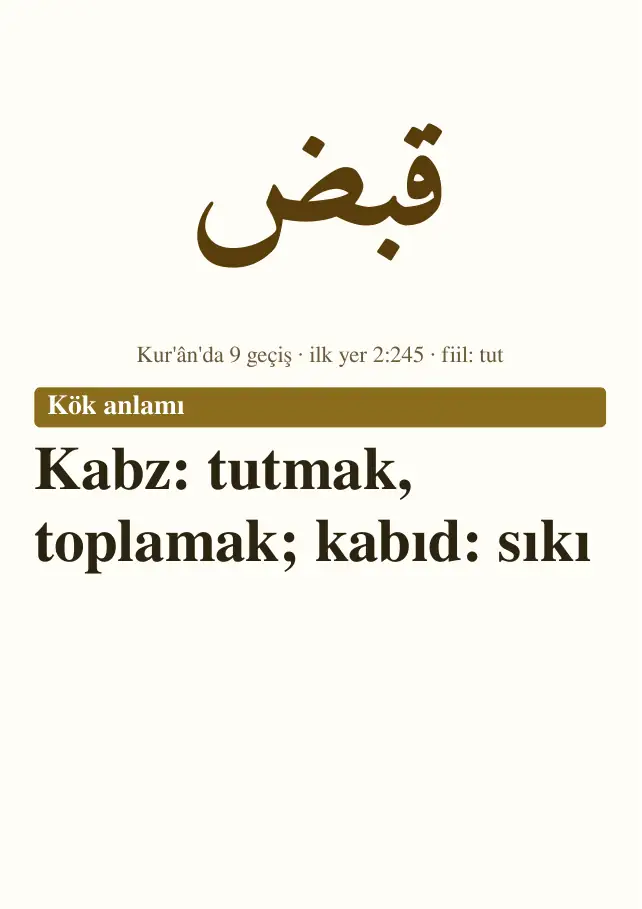 قبض
Kur'ân'da 9 geçiş · ilk yer 2:245 · fiil: tut
Kök anlamı
Kabz: tutmak,
toplamak; kabıd: sıkı